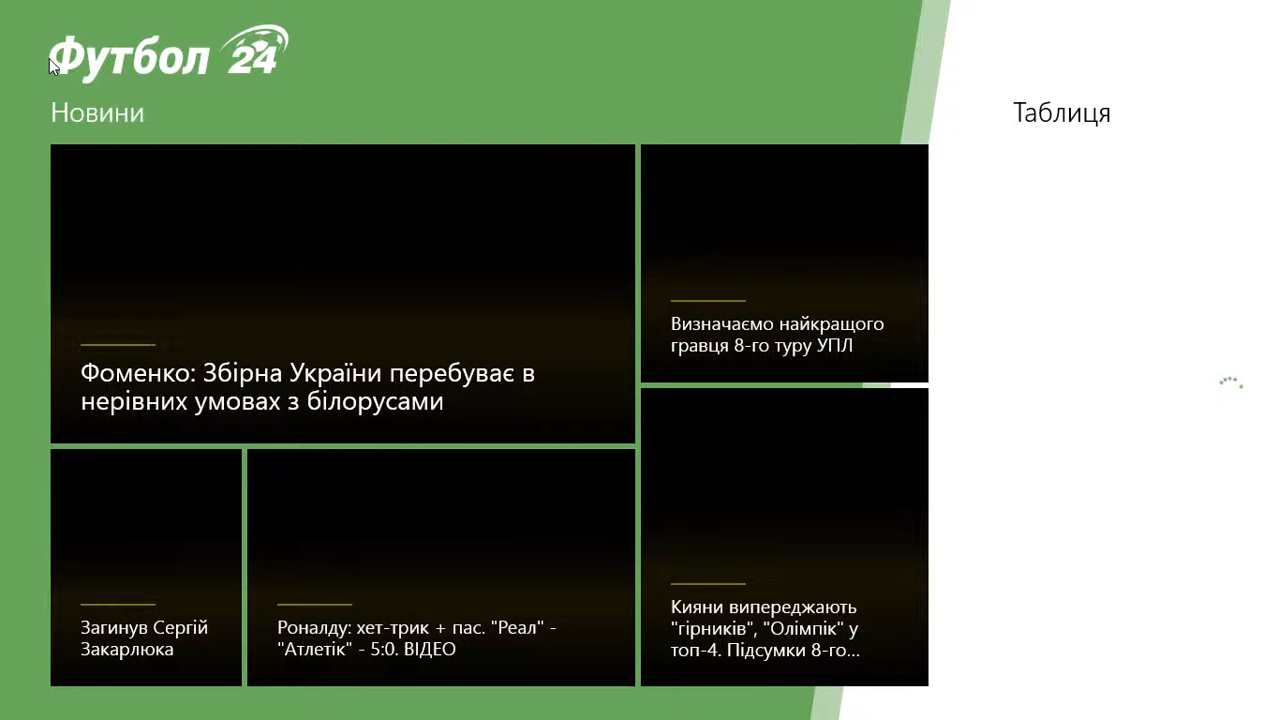 Футбол 24
Новини
Таблиця
Фоменко: Збірна України перебуває в
нерівних умовах з білорусами
Визначаємо найкращого
гравця 8-го туру УПЛ
Загинув Сергій
Закарлюка
Роналду: хет-трик + пас. "Реал" -
"Атлетік" - 5:0. ВІДЕО
Кияни випереджають
"гірників", "Олімпік" у
топ-4. Підсумки 8-го...